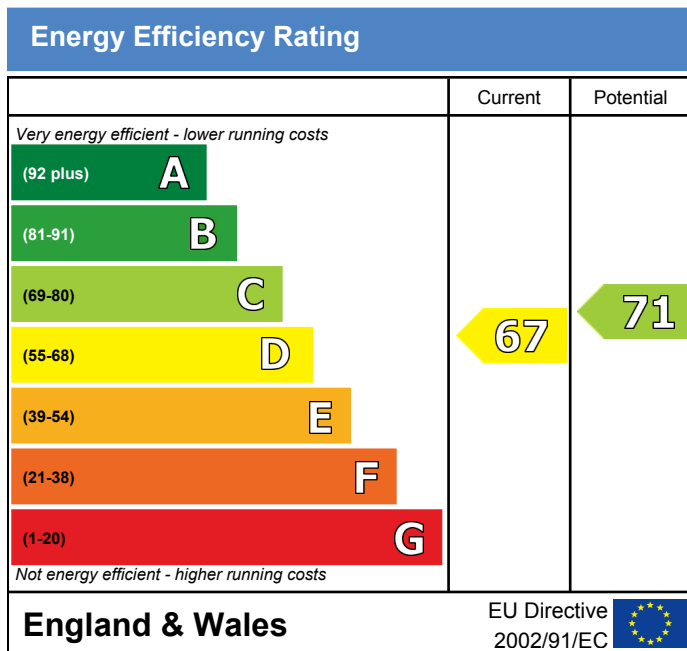 Energy Efficiency Rating
Current Potential
Very energy efficient - lower running costs
(92 plus) A
(81-91) B
(69-80) C
(55-68) D
(39-54) E
(21-38) F
(1-20) G
67
71
Not energy efficient - higher running costs
England & Wales
EU Directive
2002/91/EC